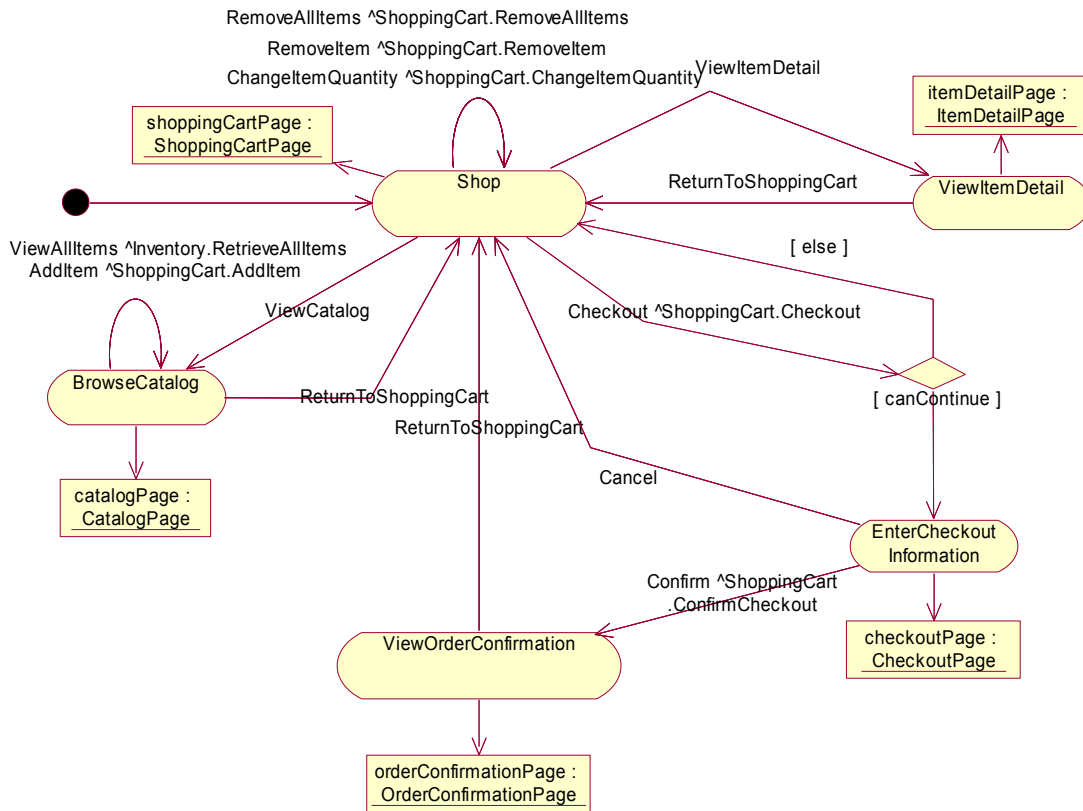 RemoveAllItems ^ShoppingCart.RemoveAllItems
RemoveItem ^ShoppingCart.RemoveItem
ChangeItemQuantity ^ShoppingCart.ChangeItemQuantity
ViewItemDetail
itemDetailPage :
ItemDetailPage
shoppingCartPage :
ShoppingCartPage
Shop
ReturnToShoppingCart
ViewItemDetail
ViewAllItems ^Inventory.RetrieveAllItems
AddItem ^ShoppingCart.AddItem
[ else ]
ViewCatalog
Checkout ^ShoppingCart.Checkout
BrowseCatalog
ReturnToShoppingCart
[ canContinue ]
ReturnToShoppingCart
Cancel
catalogPage :
CatalogPage
EnterCheckout
Information
Confirm ^ShoppingCart
.ConfirmCheckout
ViewOrderConfirmation
checkoutPage :
CheckoutPage
orderConfirmationPage :
OrderConfirmationPage